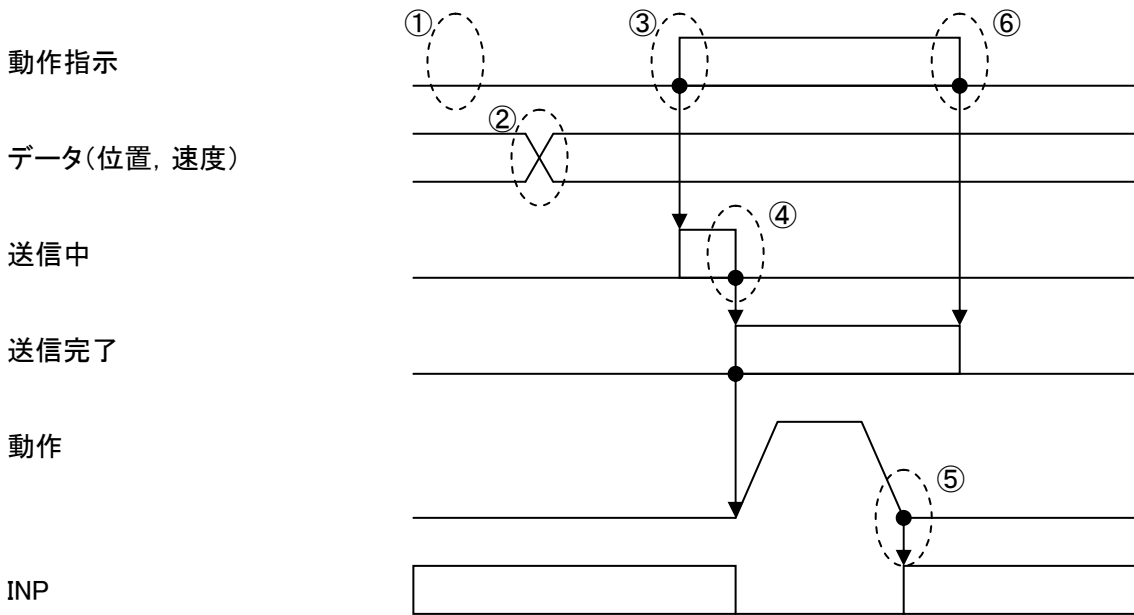 ① ③ ⑥
動作指示
②
データ(位置, 速度)
④
送信中
送信完了
動作
⑤
INP